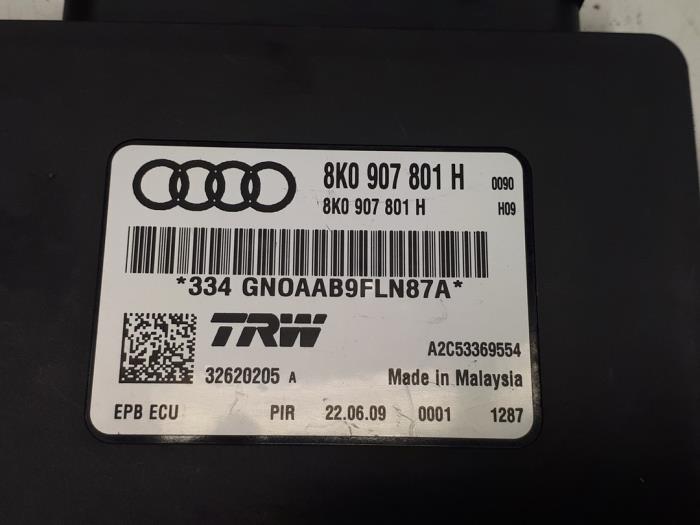 8K0 907 801 H 0090
8K0 907 801 H H09
*334 GN0AAB9FLN87A*
TRW
A2C53369554
32620205 A Made in Malaysia
EPB ECU PIR 22.06.09 0001 1287